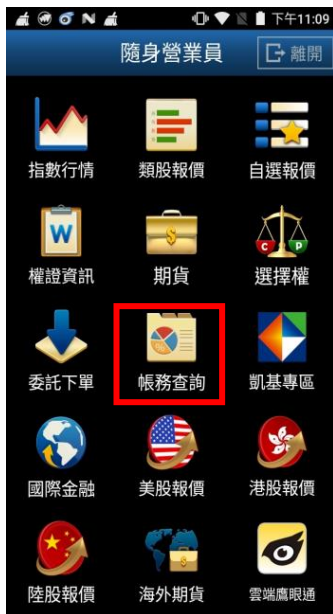 下午11:09
隨身營業員
離開
指數行情 類股報價 自選報價
W
$
C P
權證資訊 期貨 選擇權
委託下單 帳務查詢 凱基專區
國際金融 美股報價 港股報價
陸股報價 海外期貨 雲端鷹眼通